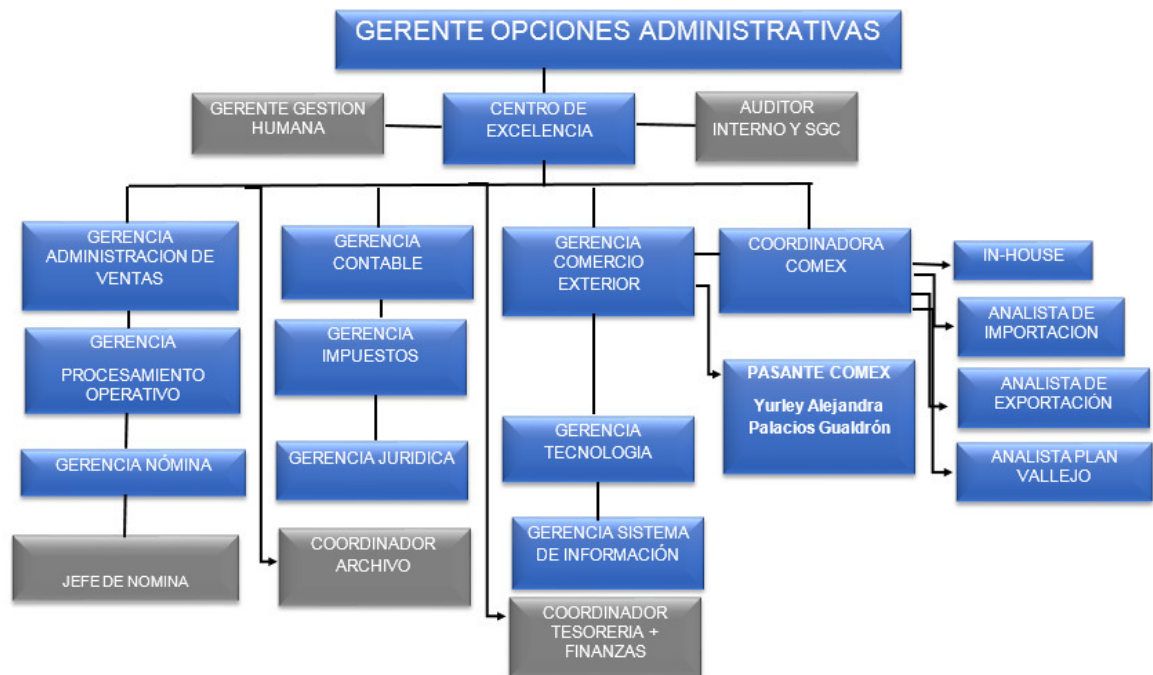 GERENTE OPCIONES ADMINISTRATIVAS
GERENTE GESTION
HUMANA
CENTRO DE
EXCELENCIA
AUDITOR
INTERNO Y SGC
GERENCIA
ADMINISTRACION DE
VENTAS
GERENCIA
CONTABLE
GERENCIA
COMERCIO
EXTERIOR
COORDINADORA
COMEX
IN-HOUSE
ANALISTA DE
IMPORTACION
GERENCIA
PROCESAMIENTO
OPERATIVO
GERENCIA
IMPUESTOS
PASANTE COMEX
Yurley Alejandra
Palacios Gualdrón
ANALISTA DE
EXPORTACIÓN
GERENCIA NÓMINA
GERENCIA JURIDICA
GERENCIA
TECNOLOGIA
ANALISTA PLAN
VALLEJO
JEFE DE NOMINA
COORDINADOR
ARCHIVO
GERENCIA SISTEMA
DE INFORMACIÓN
COORDINADOR
TESORERIA +
FINANZAS